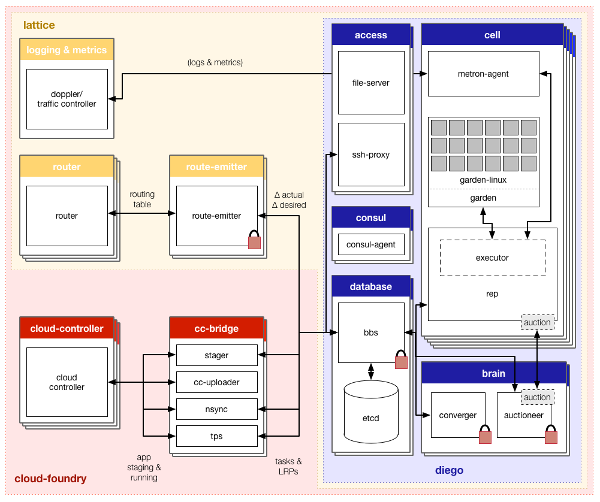 lattice
logging & metrics
doppler/
traffic controller
(logs & metrics)
access
file-server
ssh-proxy
cell
metron-agent
garden-linux
garden
executor
rep
auction
router
router
routing
table
route-emitter
route-emitter
Δ actual
Δ desired
consul
consul-agent
database
bbs
etcd
brain
auction
converger
auctioneer
cloud-controller
cloud
controller
cc-bridge
stager
cc-uploader
nsync
tps
app
staging &
running
tasks &
LRPs
cloud-foundry
diego